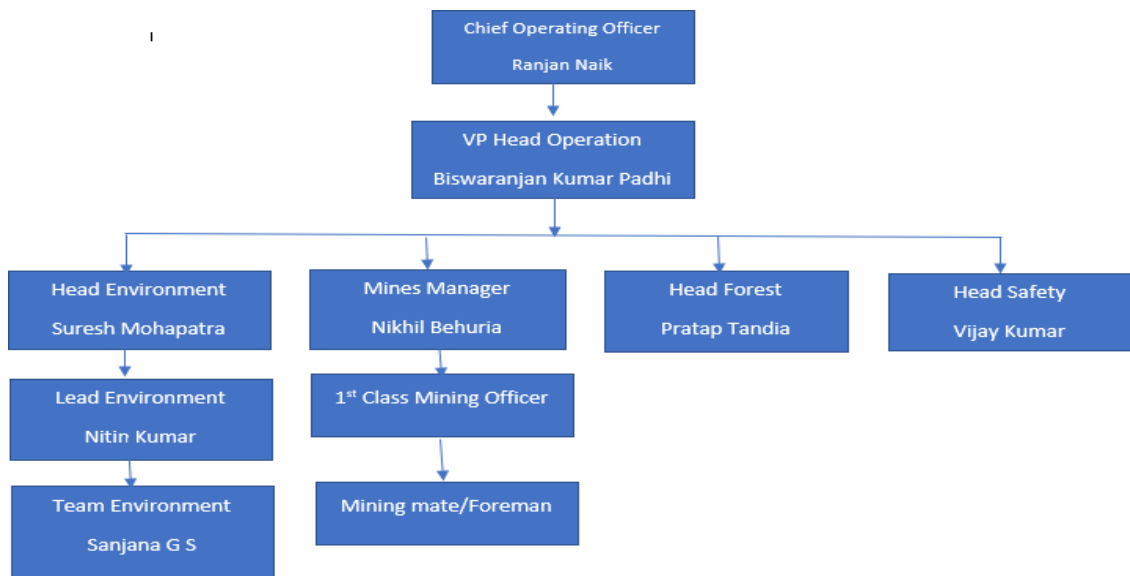 Chief Operating Officer
Ranjan Naik
VP Head Operation
Biswaranjan Kumar Padhi
Head Environment
Suresh Mohapatra
Mines Manager
Nikhil Behuria
Head Forest
Pratap Tandia
Head Safety
Vijay Kumar
Lead Environment
Nitin Kumar
1st Class Mining Officer
Team Environment
Sanjana G S
Mining mate/Foreman